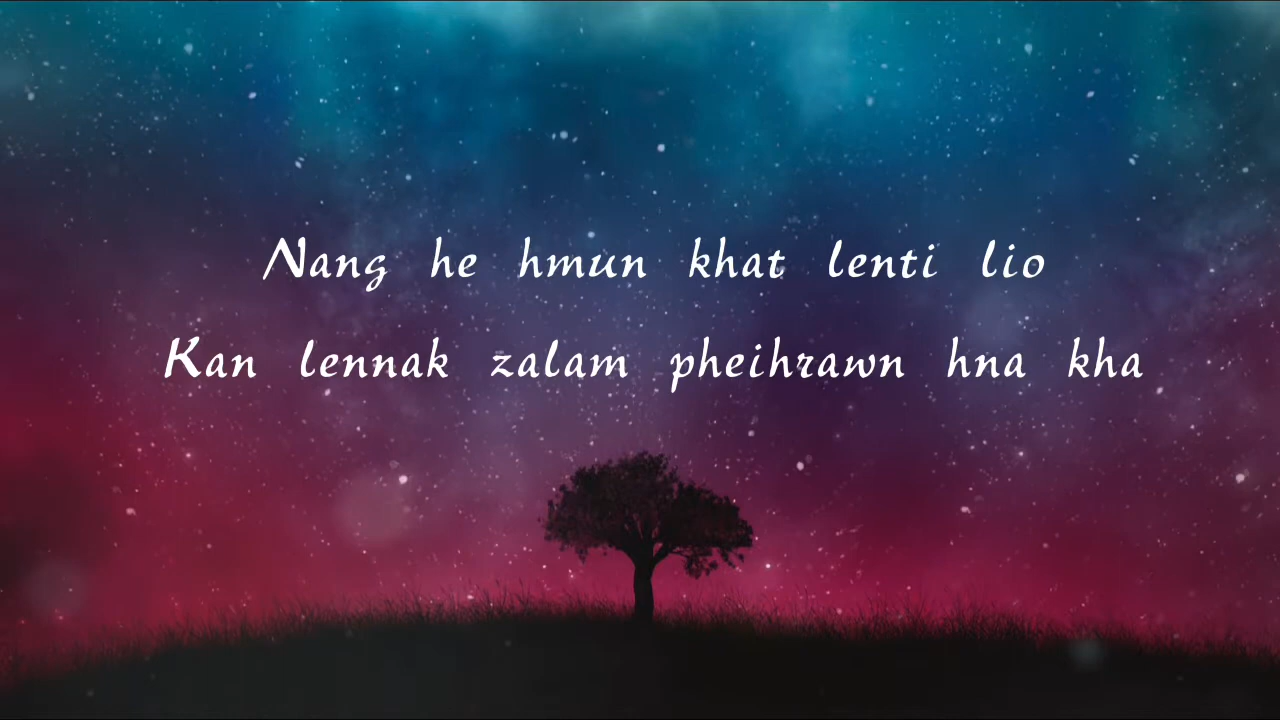 Nang he hmun khat lenti lio
Kan lennak zalam pheihrawn hna kha